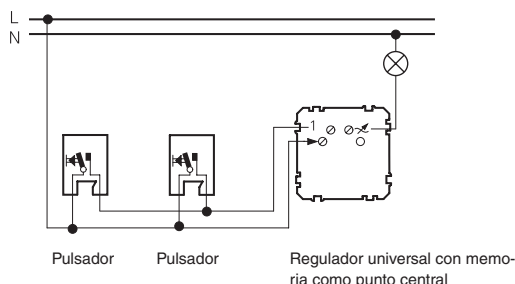 L
N
1
Pulsador Pulsador Regulador universal con memo-
ria como punto central